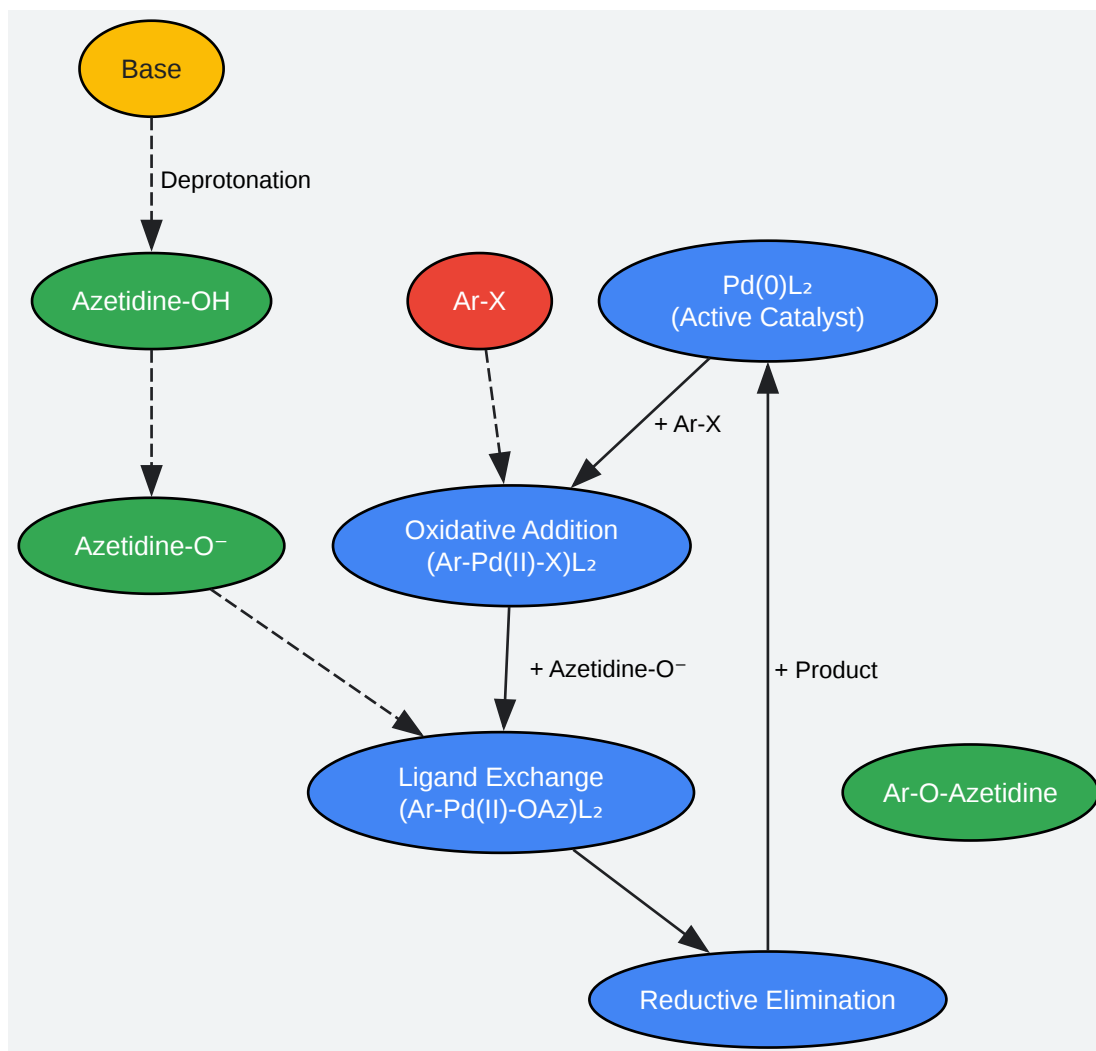 Base
Deprotonation
Azetidine-OH
Ar-X
Pd(0)L₂
(Active Catalyst)
+ Ar-X
Azetidine-O⁻
Oxidative Addition
(Ar-Pd(II)-X)L₂
+ Azetidine-O⁻
+ Product
Ligand Exchange
(Ar-Pd(II)-OAz)L₂
Ar-O-Azetidine
Reductive Elimination